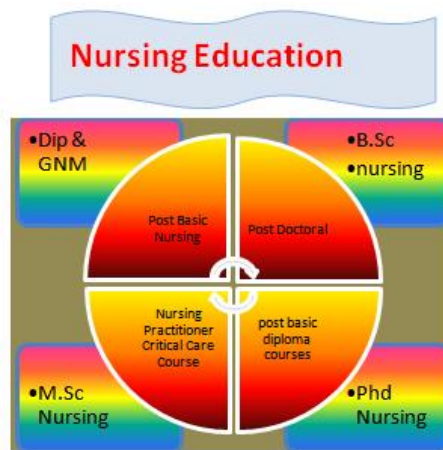 Nursing Education
•Dip &
GNM
•B.Sc
•nursing
Post Basic
Nursing
Post Doctoral
Nursing
Practitioner
Critical Care
Course
post basic
diploma
courses
•M.Sc
Nursing
•Phd
Nursing